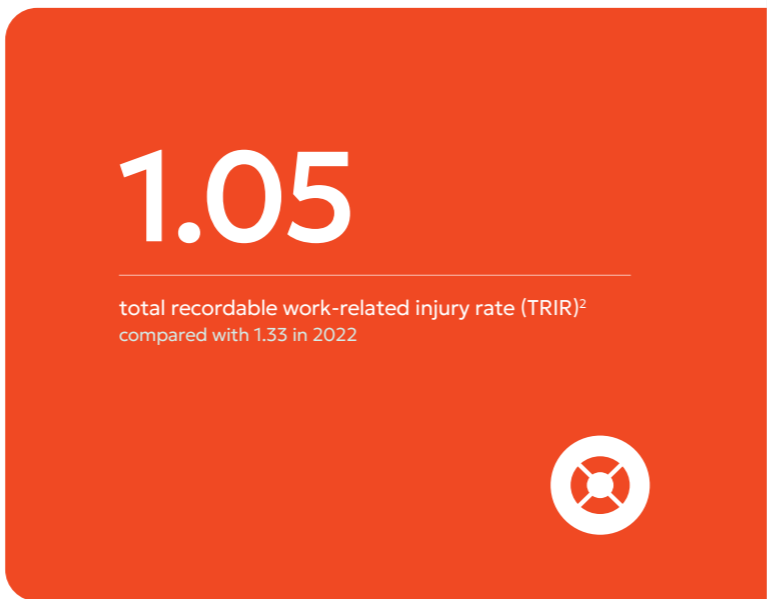 1.05
total recordable work-related injury rate (TRIR)²
compared with 1.33 in 2022